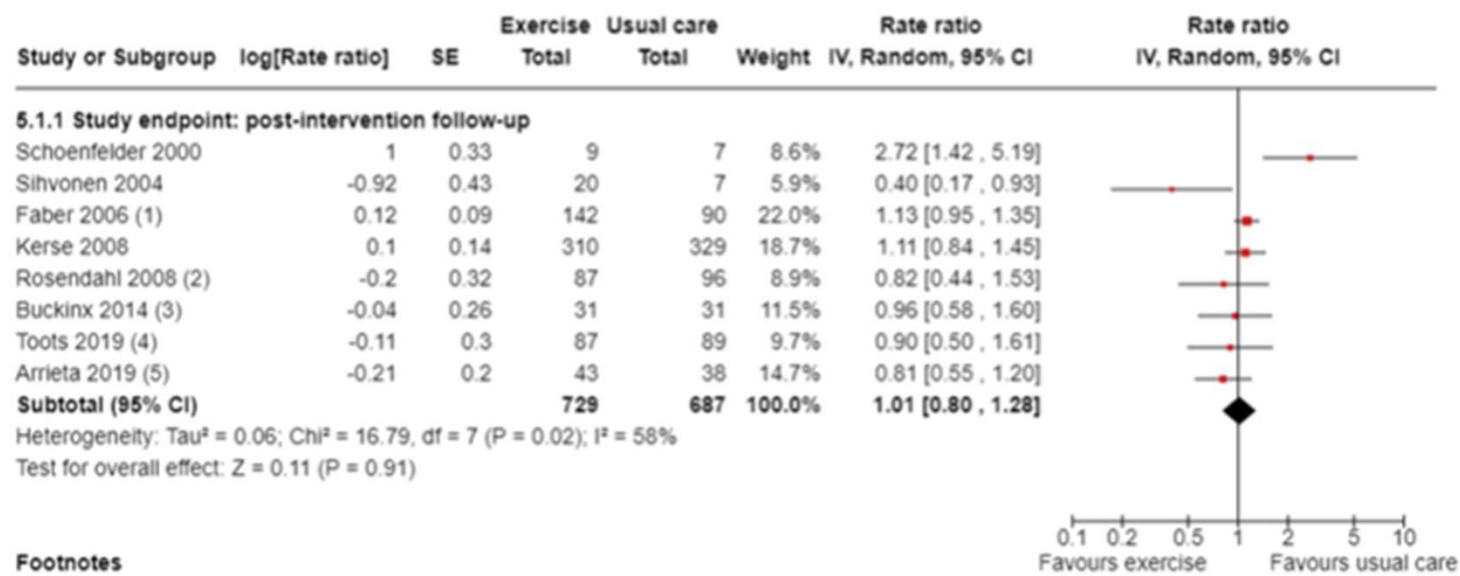 Exercise Usual care Rate ratio Rate ratio
Study or Subgroup log[Rate ratio] SE Total Total Weight IV, Random, 95% CI IV, Random, 95% CI
5.1.1 Study endpoint: post-intervention follow-up
Schoenfelder 2000 1 0.33 9 7 8.6% 2.72 [1.42 , 5.19]
Sihvonen 2004 -0.92 0.43 20 7 5.9% 0.40 [0.17 , 0.93]
Faber 2006 (1) 0.12 0.09 142 90 22.0% 1.13 [0.95 , 1.35]
Kerse 2008 0.1 0.14 310 329 18.7% 1.11 [0.84 , 1.45]
Rosendahl 2008 (2) -0.2 0.32 87 96 8.9% 0.82 [0.44 , 1.53]
Buckinx 2014 (3) -0.04 0.26 31 31 11.5% 0.96 [0.58 , 1.60]
Toots 2019 (4) -0.11 0.3 87 89 9.7% 0.90 [0.50 , 1.61]
Arrieta 2019 (5) -0.21 0.2 43 38 14.7% 0.81 [0.55 , 1.20]
Subtotal (95% CI) 729 687 100.0% 1.01 [0.80 , 1.28]
Heterogeneity: Tau² = 0.06; Chi² = 16.79, df = 7 (P = 0.02); I² = 58%
Test for overall effect: Z = 0.11 (P = 0.91)
0.1 0.2 0.5 1 2 5 10
Favours exercise Favours usual care
Footnotes